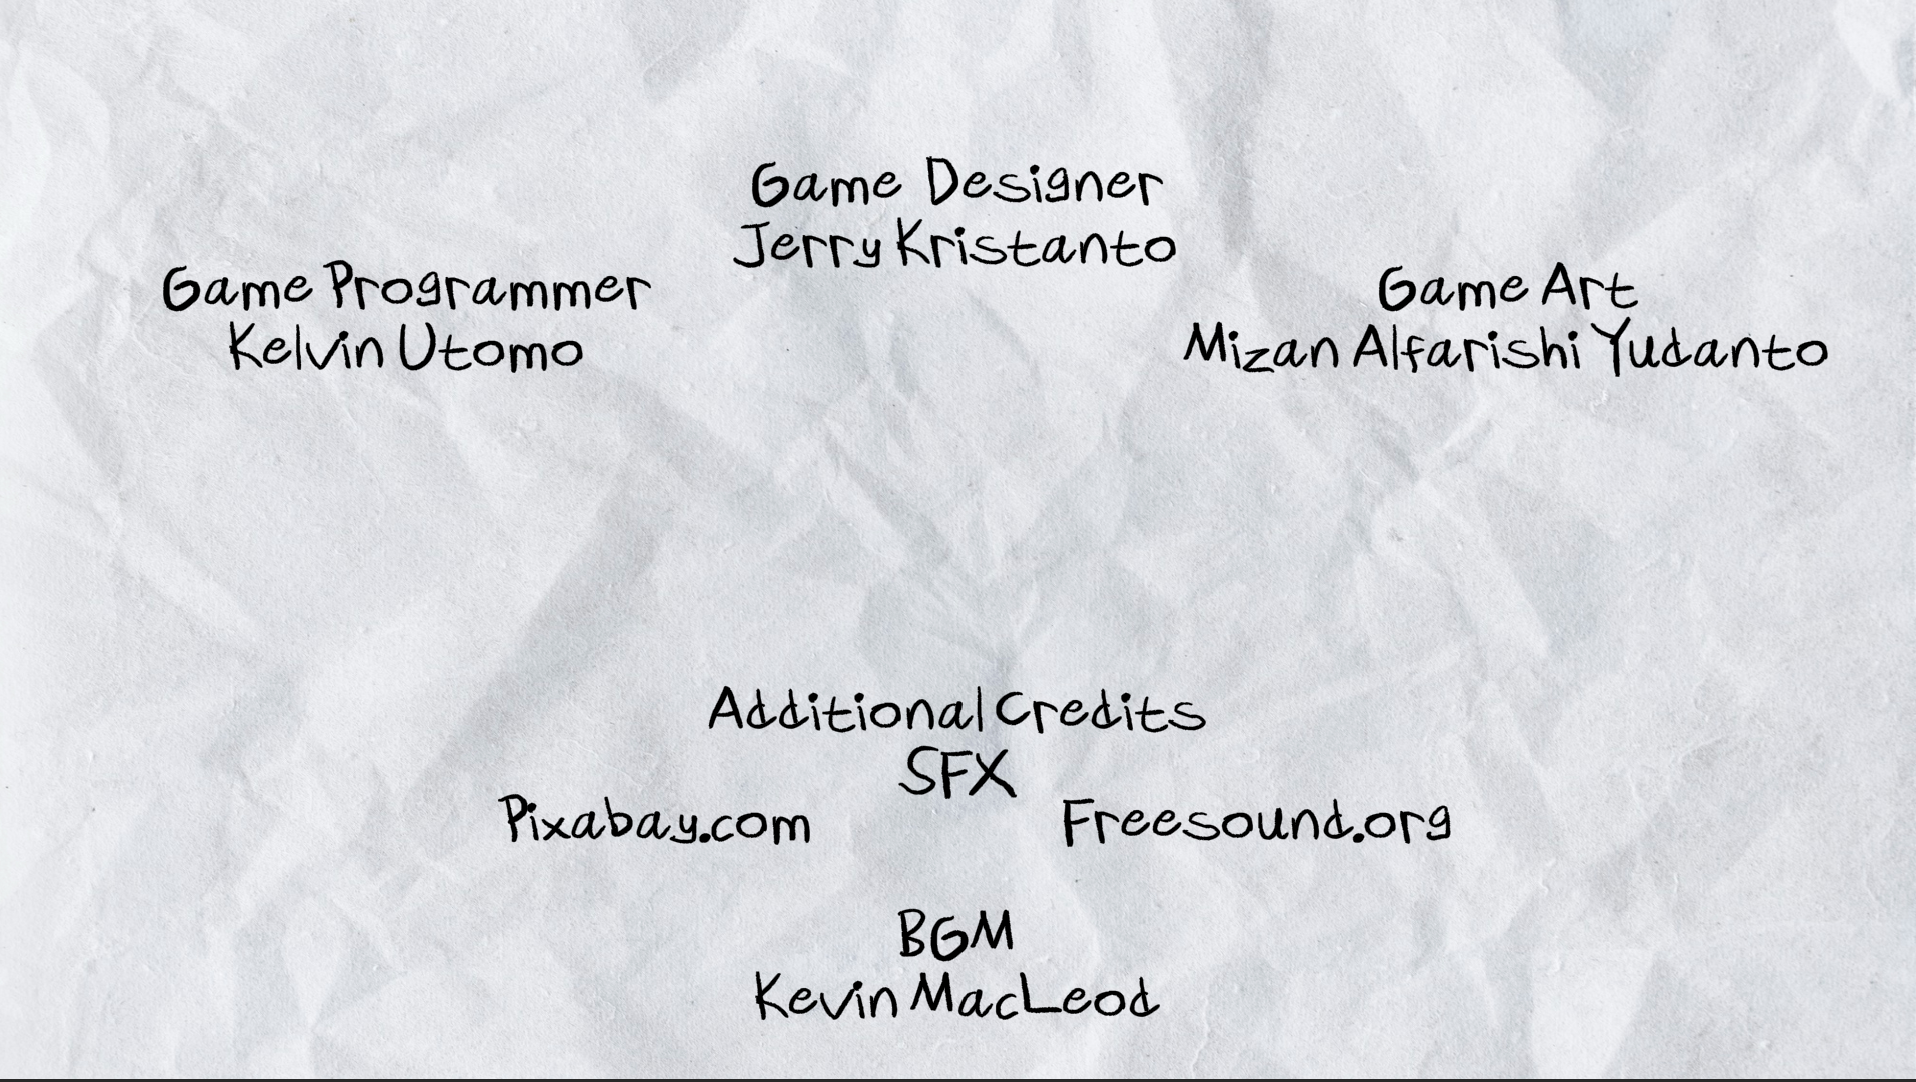 Game Designer
Jerry Kristanto
Game Programmer
Kelvin Utomo
Game Art
Mizan Alfarishi Yudanto
Additional Credits
SFX
Pixabay.com
Freesound.org
BGM
Kevin MacLeod